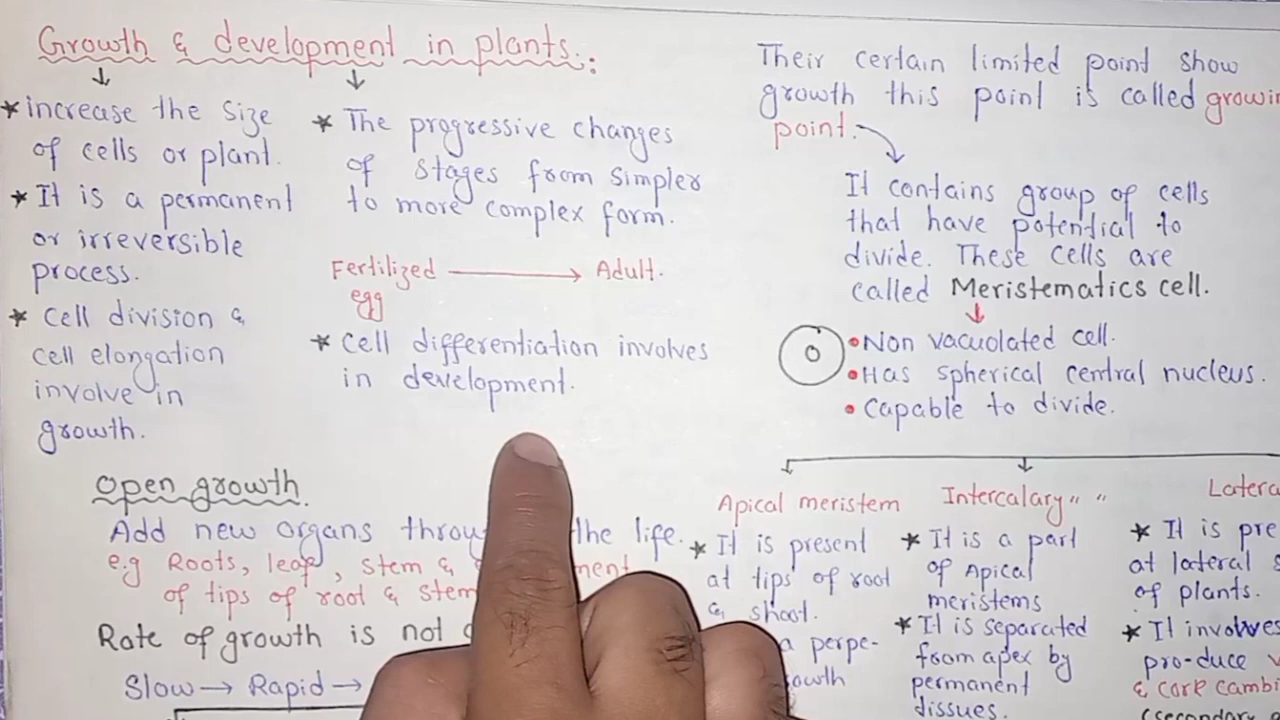 Growth & development in plants:
* increase the size
of cells or plant.
* It is a permanent
or irreversible
process.
* cell division &
cell elongation
involve in
growth.
* The progressive changes
of stages from simpler
to more complex form.
Fertilized → Adult.
egg
* cell differentiation involves
in development.
Open growth.
Add new organs the life.
e.g Roots, leaf, stem &
of tips of root & stem
Rate of growth is not
Slow → Rapid →
Their certain limited point show
growth this point is called
point.
It contains group of cells
that have potential to
divide. These cells are
called Meristematics cell.
• Non vacuolated cell.
• Has spherical central nucleus.
• Capable to divide.
Apical meristem
* It is present
at tips of root
& shoot.
Intercalary " "
* It is a part
of Apical
meristems
* It is separated
from apex by
permanent
dissues.
* It is
at lateral
of plants.
* It involves
pro-duce
& cork
(secondary